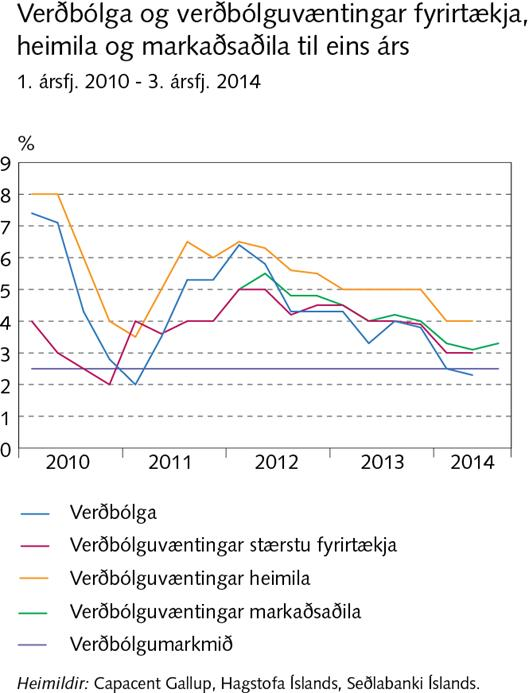 Verðbólga og verðbólguvæntingar fyrirtækja,
heimila og markaðsaðila til eins árs
1. ársfj. 2010 - 3. ársfj. 2014
%
9
8
7
6
5
4
3
2
1
0
2010 2011 2012 2013 2014
Verðbólga
Verðbólguvæntingar stærstu fyrirtækja
Verðbólguvæntingar heimila
Verðbólguvæntingar markaðsaðila
Verðbólgumarkmið
Heimildir: Capacent Gallup, Hagstofa Íslands, Seðlabanki Íslands.